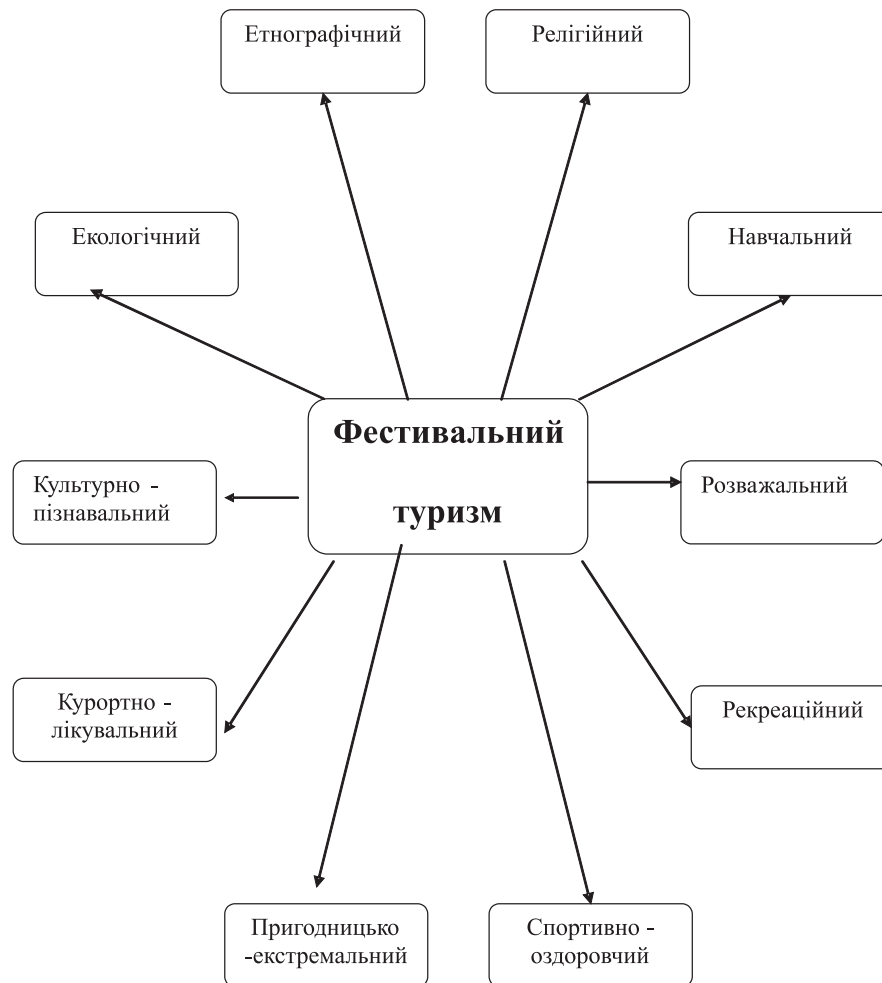 Етнографічний
Релігійний
Екологічний
Навчальний
Фестивальний
туризм
Культурно -
пізнавальний
Розважальний
Курортно -
лікувальний
Рекреаційний
Пригодницько
-екстремальний
Спортивно -
оздоровчий